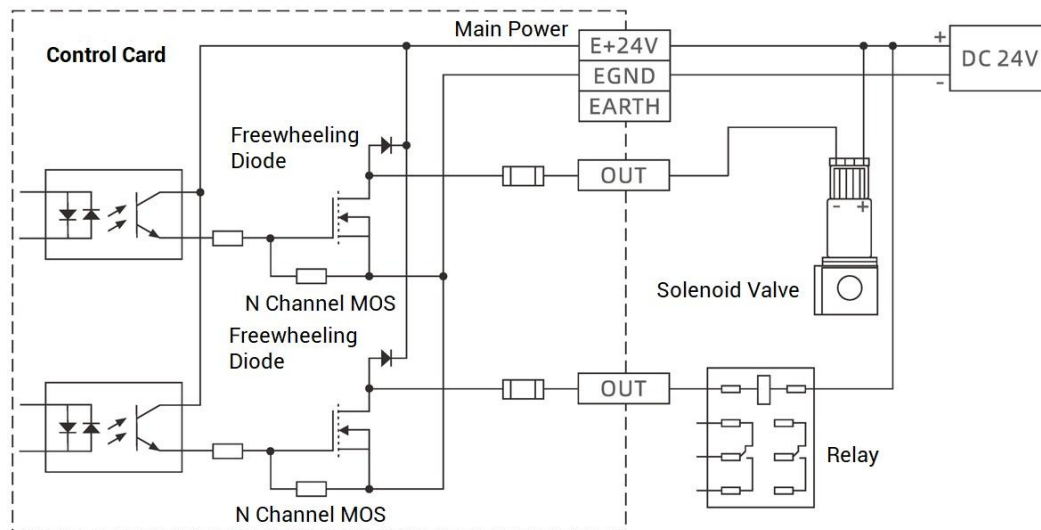 Main Power
E+24V
+
DC 24V
Control Card
EGND
-
EARTH
Freewheeling
Diode
OUT
- +
N Channel MOS
Solenoid Valve
Freewheeling
Diode
OUT
Relay
N Channel MOS